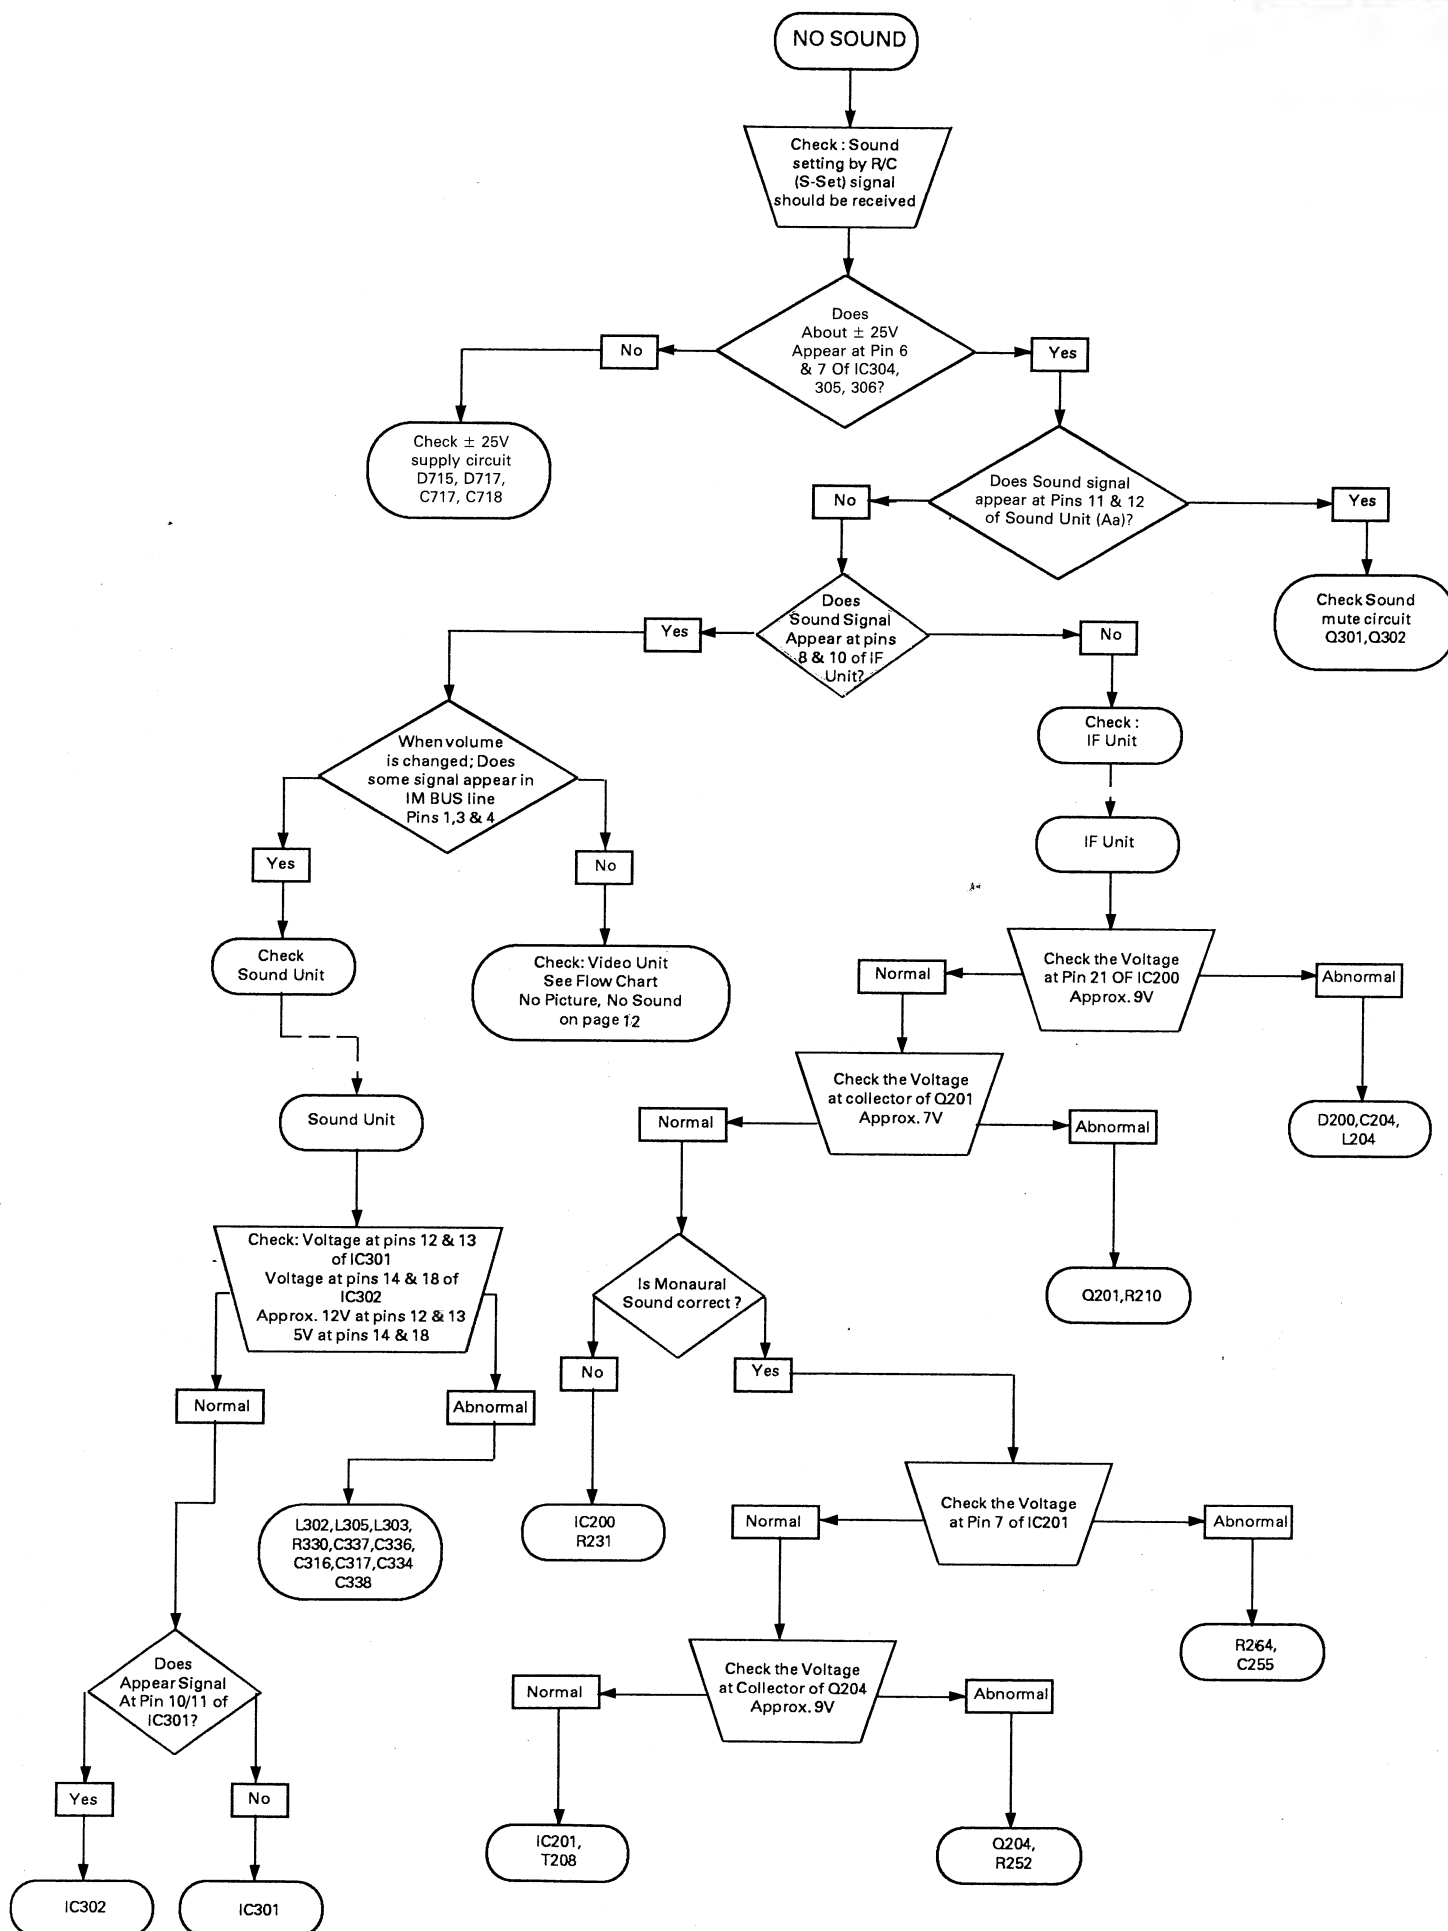 NO SOUND
Check : Sound
setting by R/C
(S-Set) signal
should be received
Does
About ± 25V
Appear at Pin 6
& 7 Of IC304,
305, 306?
No
Yes
Check ± 25V
supply circuit
D715, D717,
C717, C718
Does Sound signal
appear at Pins 11 & 12
of Sound Unit (Aa)?
No
Yes
Check Sound
mute circuit
Q301,Q302
Does
Sound Signal
Appear at pins
8 & 10 of IF
Unit?
Yes
No
Check :
IF Unit
IF Unit
When volume
is changed; Does
some signal appear in
IM BUS line
Pins 1,3 & 4
Yes
No
Check
Sound Unit
Check: Video Unit
See Flow Chart
No Picture, No Sound
on page 12
Sound Unit
Check the Voltage
at Pin 21 OF IC200
Approx. 9V
Normal
Abnormal
D200,C204,
L204
Check the Voltage
at collector of Q201
Approx. 7V
Normal
Abnormal
Q201,R210
Check: Voltage at pins 12 & 13
of IC301
Voltage at pins 14 & 18 of
IC302
Approx. 12V at pins 12 & 13
5V at pins 14 & 18
Normal
Abnormal
L302,L305,L303,
R330,C337,C336,
C316,C317,C334
C338
Is Monaural
Sound correct ?
No
Yes
IC200
R231
Check the Voltage
at Pin 7 of IC201
Normal
Abnormal
R264,
C255
Check the Voltage
at Collector of Q204
Approx. 9V
Normal
Abnormal
IC201,
T208
Q204,
R252
Does
Appear Signal
At Pin 10/11 of
IC301?
Yes
No
IC302
IC301